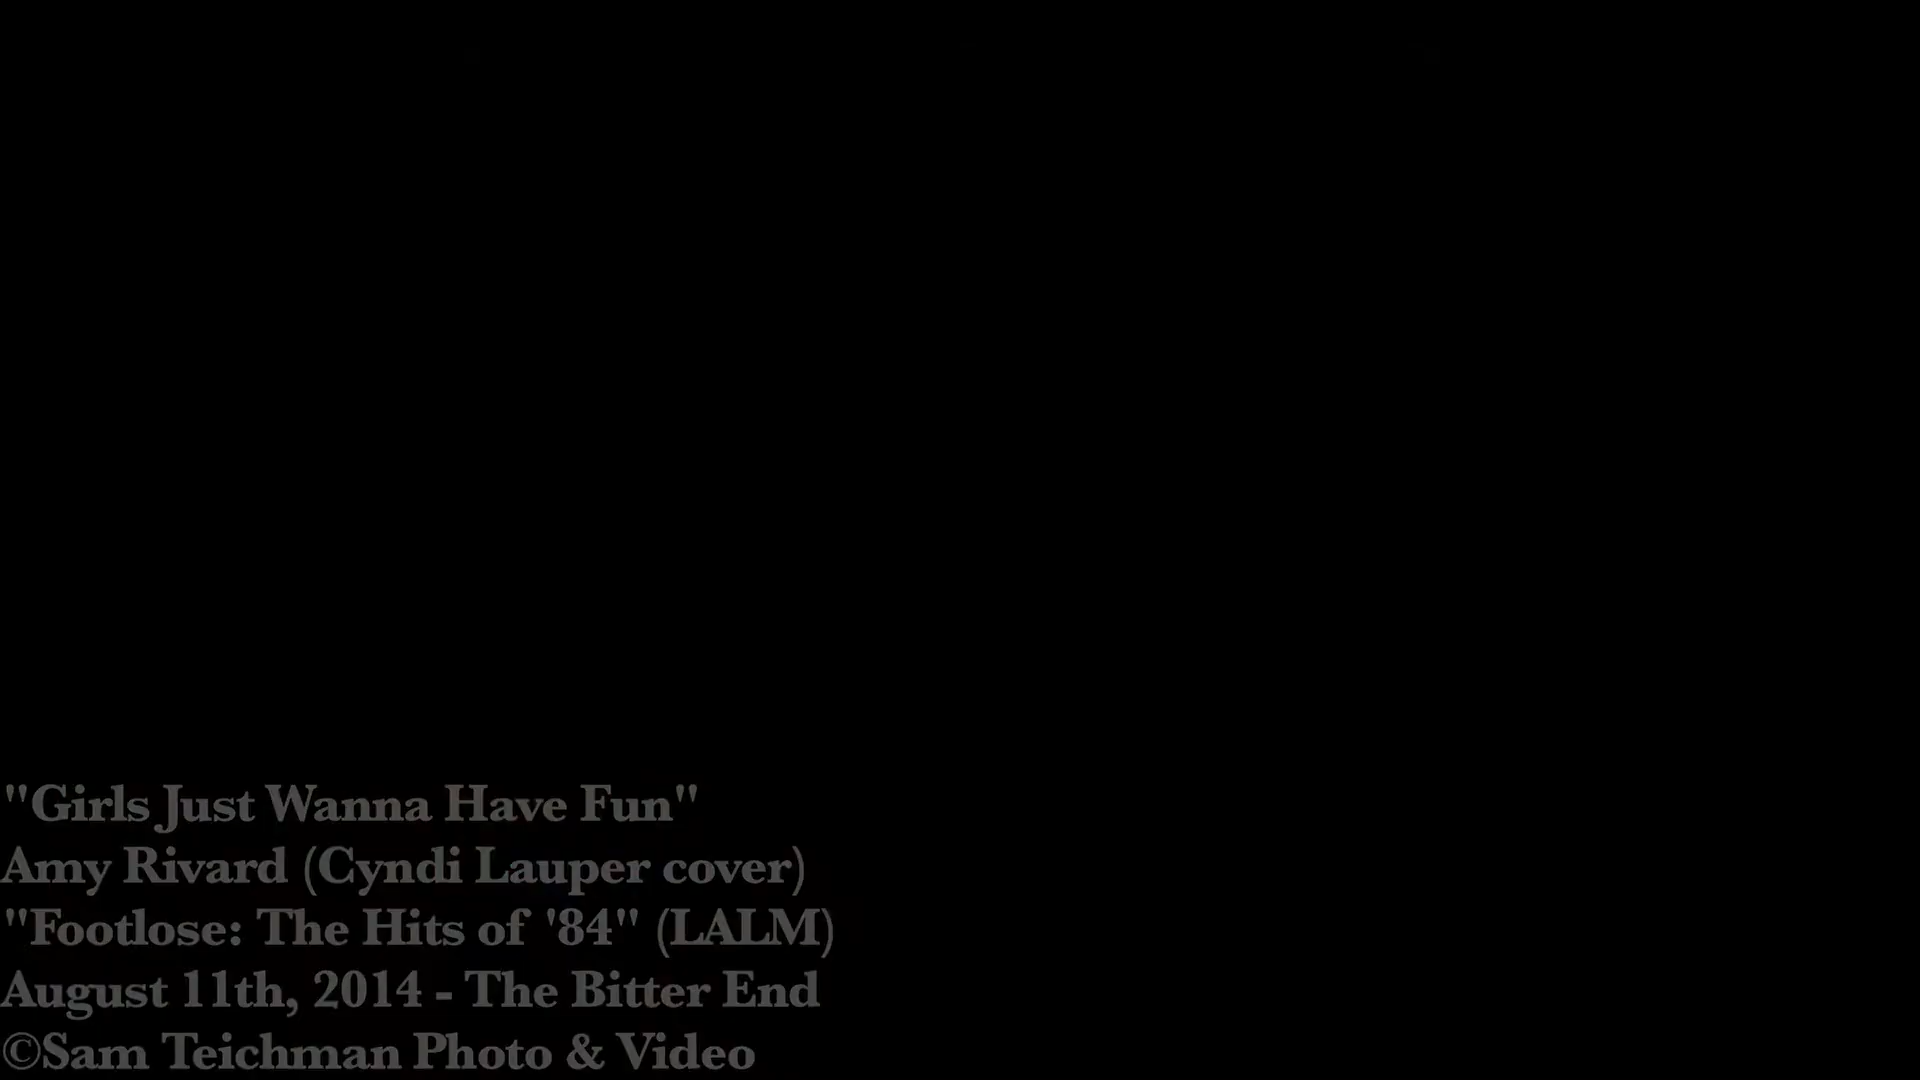 "Girls Just Wanna Have Fun"
Amy Rivard (Cyndi Lauper cover)
"Footlose: The Hits of '84" (LALM)
August 11th, 2014 - The Bitter End
©Sam Teichman Photo & Video